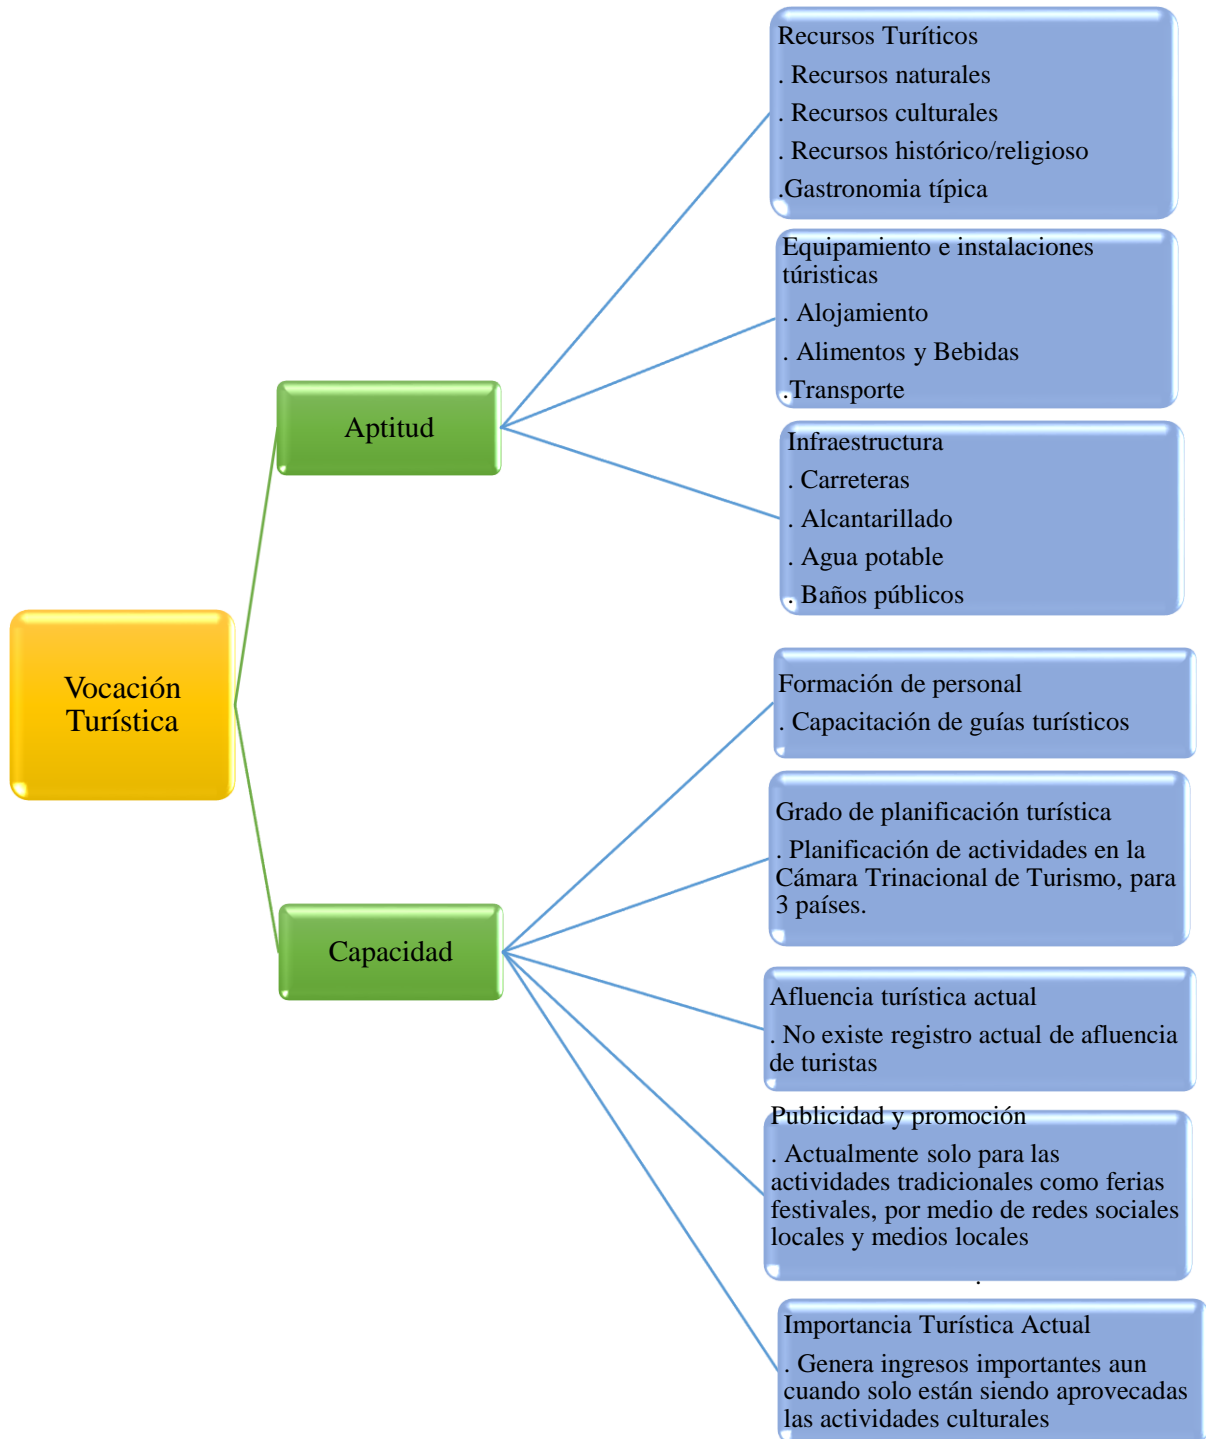 Vocación
Turística
Aptitud
Recursos Turíticos
. Recursos naturales
. Recursos culturales
. Recursos histórico/religioso
.Gastronomia típica
Equipamiento e instalaciones
túristicas
. Alojamiento
. Alimentos y Bebidas
.Transporte
Infraestructura
. Carreteras
. Alcantarillado
. Agua potable
. Baños públicos
Capacidad
Formación de personal
. Capacitación de guías turísticos
Grado de planificación turística
. Planificación de actividades en la
Cámara Trinacional de Turismo, para
3 países.
Afluencia turística actual
. No existe registro actual de afluencia
de turistas
Publicidad y promoción
. Actualmente solo para las
actividades tradicionales como ferias
festivales, por medio de redes sociales
locales y medios locales
.
Importancia Turística Actual
. Genera ingresos importantes aun
cuando solo están siendo aprovecadas
las actividades culturales